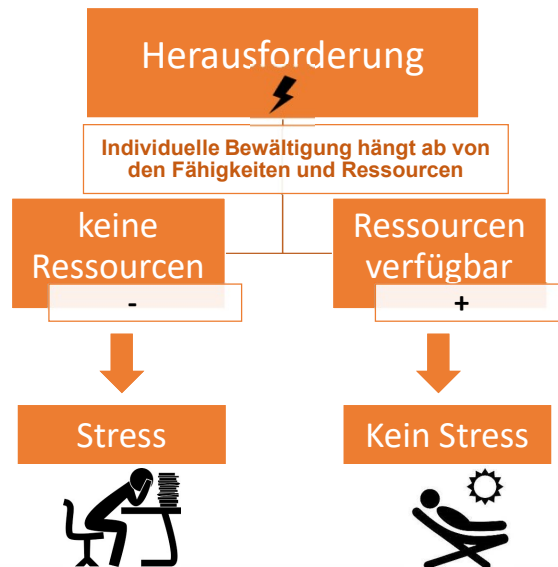 Herausforderung
Individuelle Bewältigung hängt ab von
den Fähigkeiten und Ressourcen
keine
Ressourcen
-
Ressourcen
verfügbar
+
Stress
Kein Stress